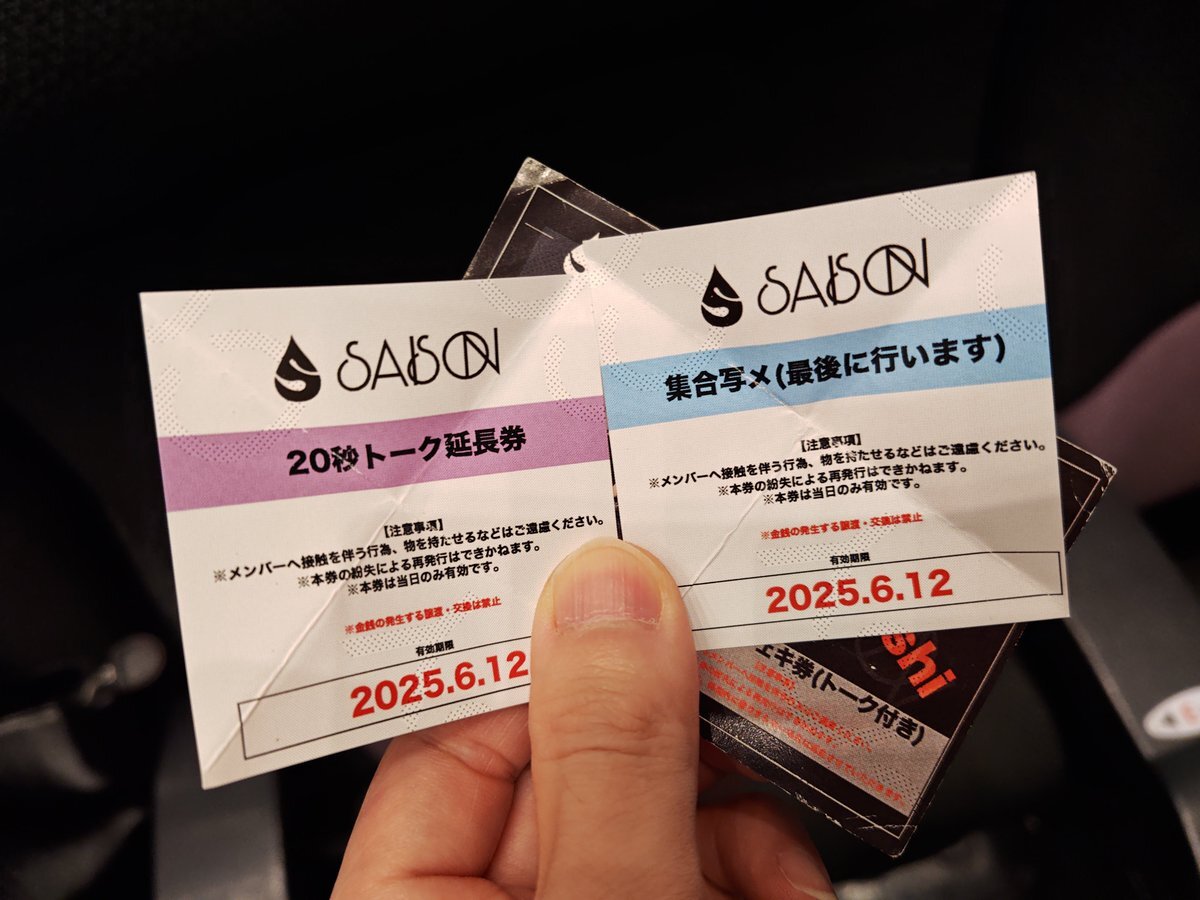 SAISON
20秒トーク延長券
【注意事項】
※メンバーへ接触を伴う行為、物を持たせるなどはご遠慮ください。
※本券の紛失による再発行はできかねます。
※本券は当日のみ有効です。
※金銭の発生する譲渡・交換は禁止
有効期限
2025.6.12
SAISON
集合写メ(最後に行います)
【注意事項】
※メンバーへ接触を伴う行為、物を持たせるなどはご遠慮ください。
※本券の紛失による再発行はできかねます。
※本券は当日のみ有効です。
※金銭の発生する譲渡・交換は禁止
有効期限
2025.6.12
shi
ェキ券(トーク付き)